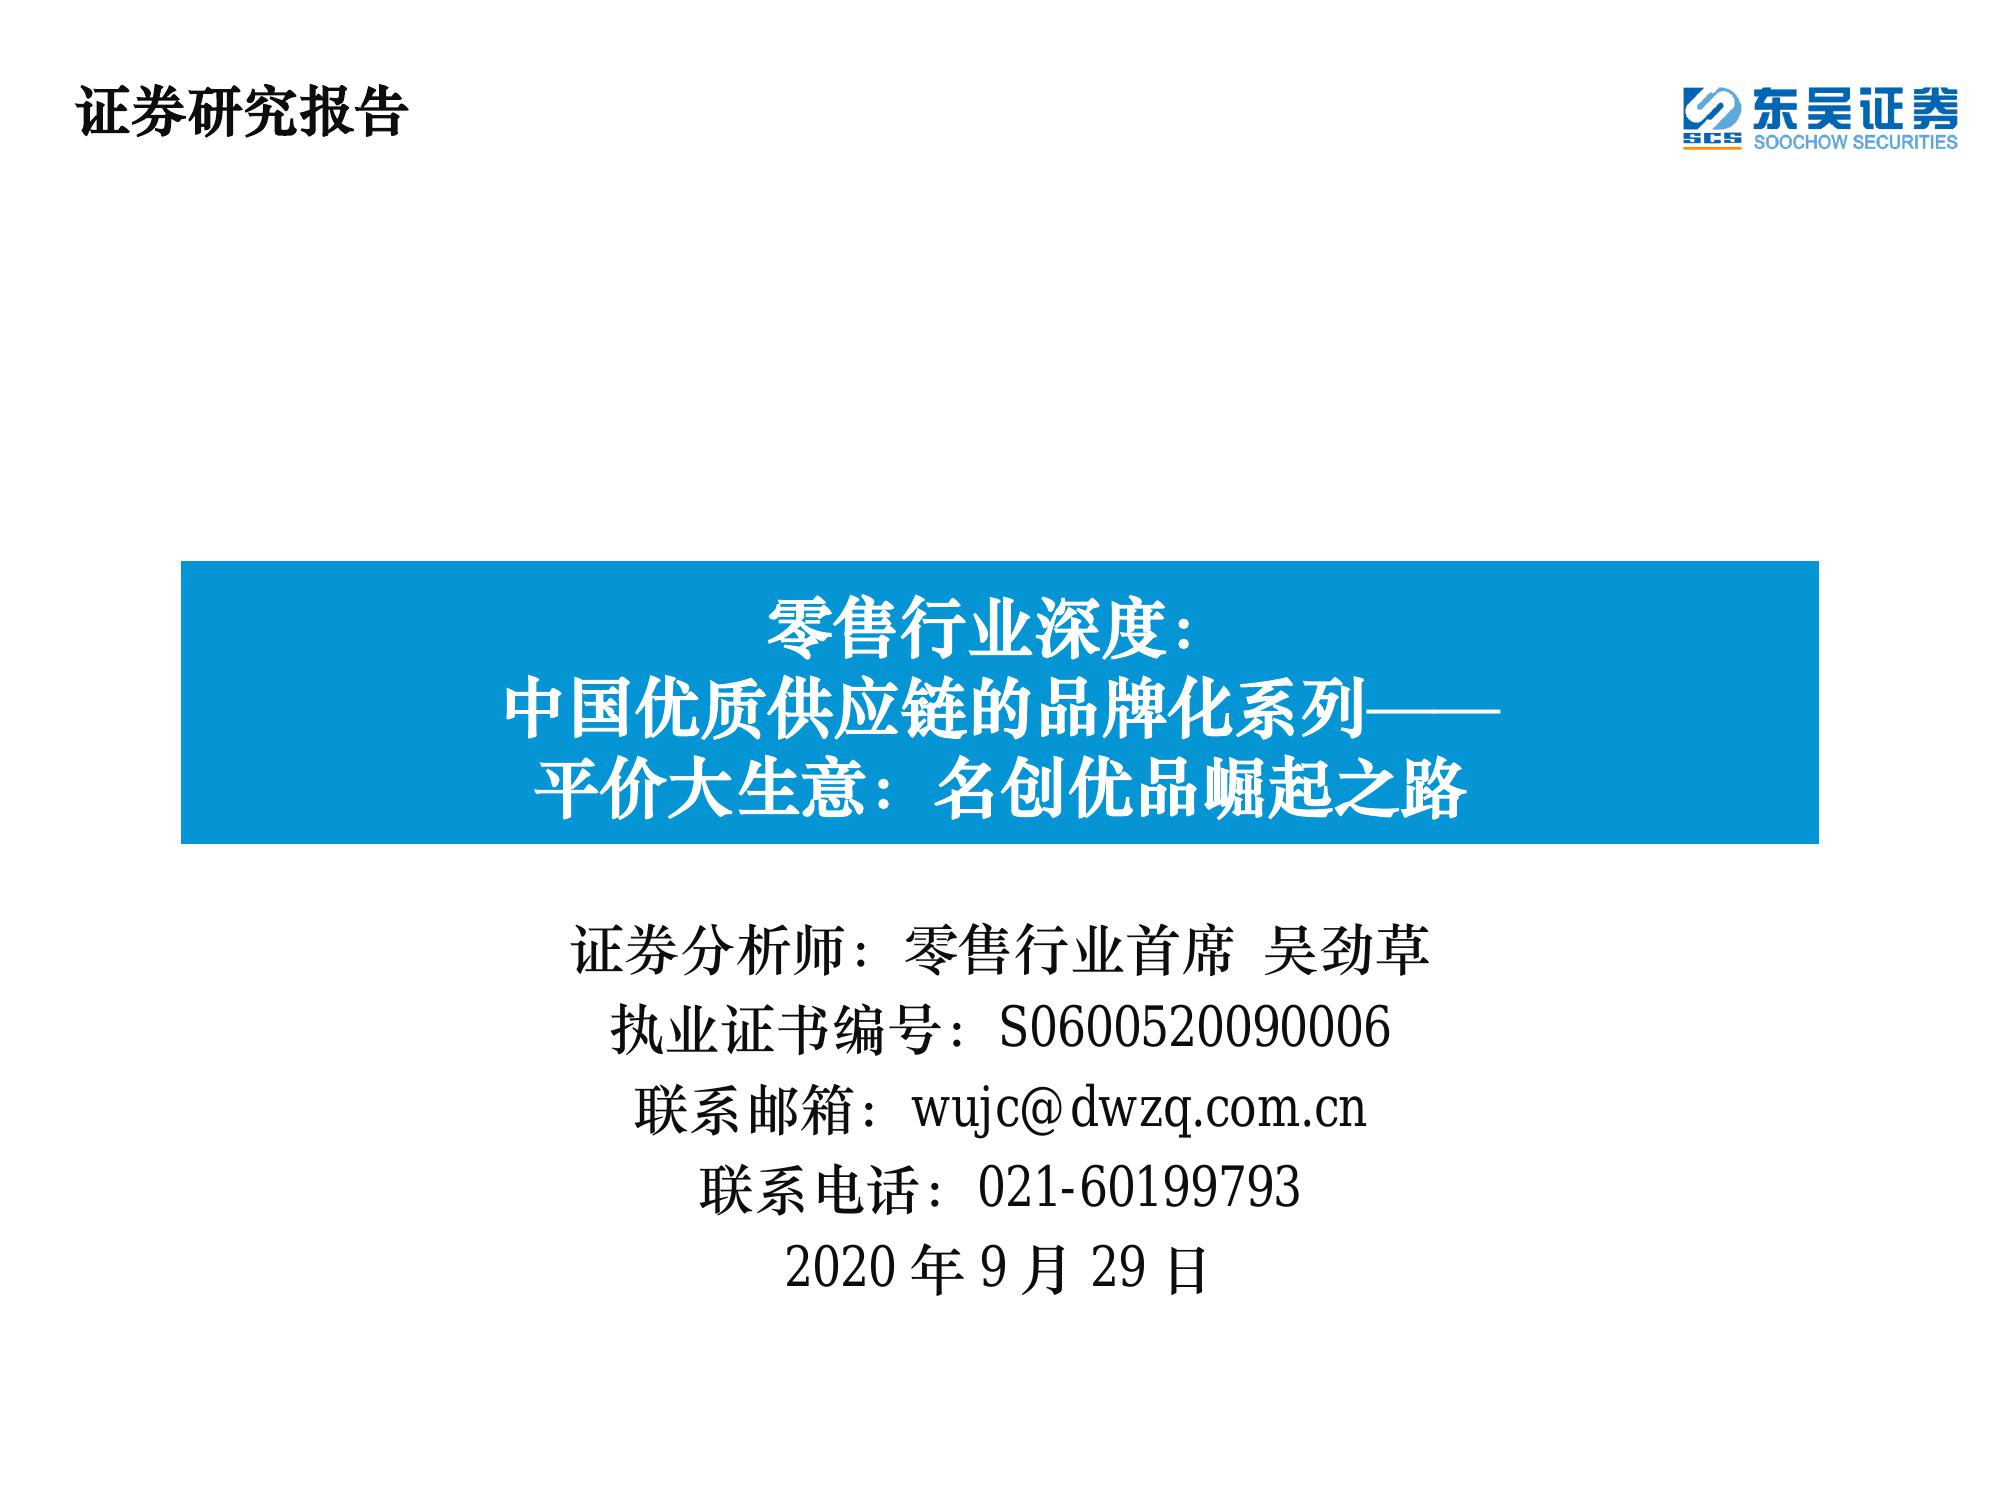 证券研究报告
东吴证券
SCS
SOOCHOW SECURITIES
零售行业深度：
中国优质供应链的品牌化系列——
平价大生意：名创优品崛起之路
证券分析师：零售行业首席 吴劲草
执业证书编号：S0600520090006
联系邮箱：wujc@dwzq.com.cn
联系电话：021-60199793
2020 年 9 月 29 日